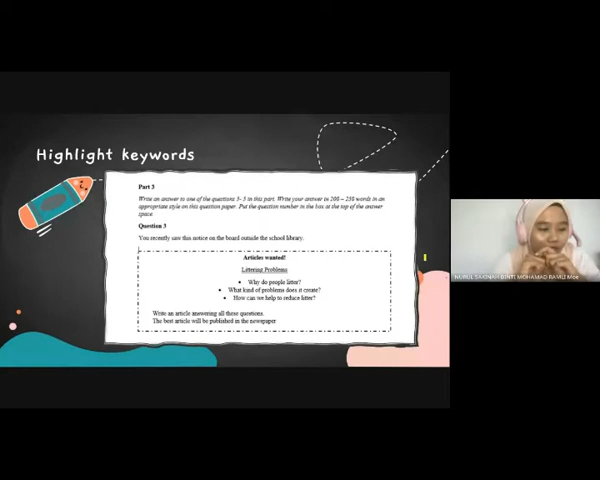 Highlight keywords
Part 3
Write an answer to one of the questions 3- 5 in this part. Write your answer in 200 – 250 words in an
appropriate style on this question paper. Put the question number in the box at the top of the answer
space.
Question 3
You recently saw this notice on the board outside the school library.
Articles wanted!
Littering Problems
Why do people litter?
What kind of problems does it create?
How can we help to reduce litter?
Write an article answering all these questions.
The best article will be published in the newspaper
NURUL SAKINAH BINTI MOHAMAD RAMLI Moe